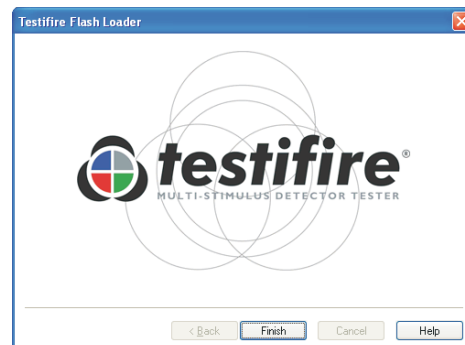 Testifire Flash Loader
testifire®
MULTI-STIMULUS DETECTOR TESTER
< Back Finish Cancel Help